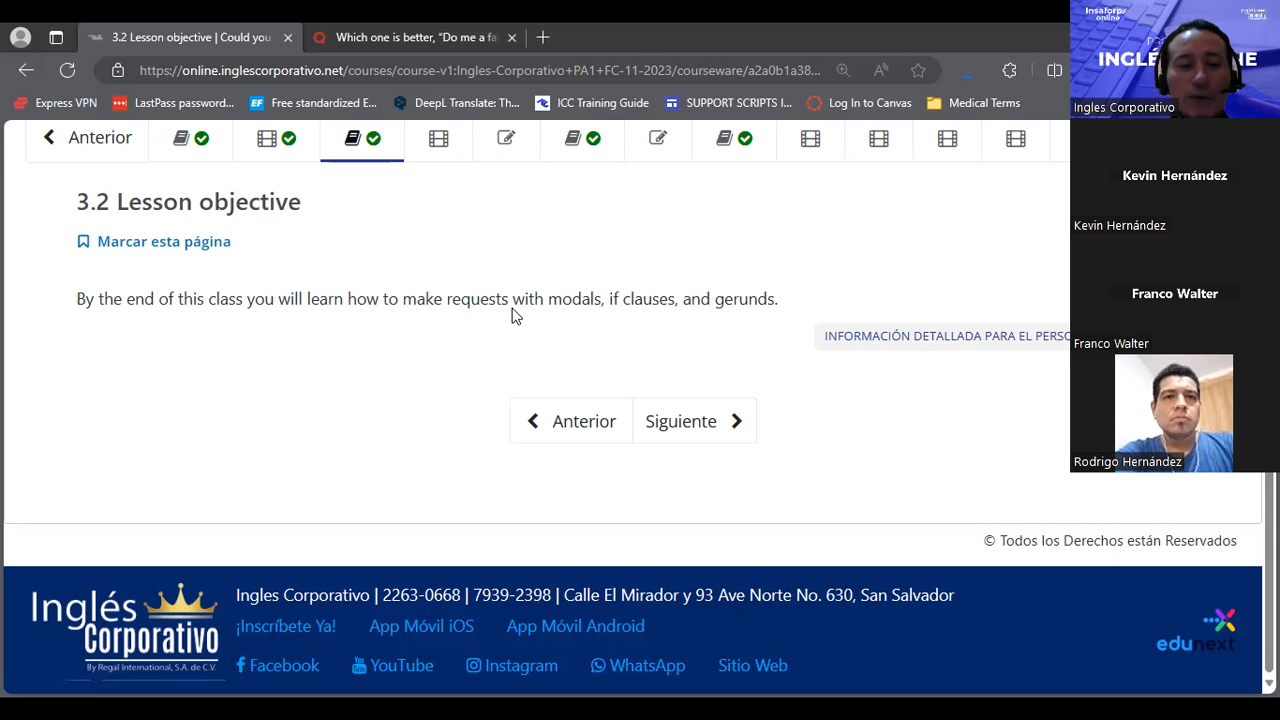 3.2 Lesson objective | Could you
Which one is better, "Do me a fa
https://online.inglescorporativo.net/courses/course-v1:Ingles-Corporativo+PA1+FC-11-2023/courseware/a2a0b1a38...
Express VPN
LastPass password...
Free standardized E...
DeepL Translate: Th...
ICC Training Guide
SUPPORT SCRIPTS I...
Log In to Canvas
Medical Terms
Anterior
3.2 Lesson objective
Marcar esta página
By the end of this class you will learn how to make requests with modals, if clauses, and gerunds.
INFORMACIÓN DETALLADA PARA EL PERSO
Anterior
Siguiente
© Todos los Derechos están Reservados
Inglés
Corporativo
By Regal International, S.A. de C.V.
Ingles Corporativo | 2263-0668 | 7939-2398 | Calle El Mirador y 93 Ave Norte No. 630, San Salvador
¡Inscríbete Ya!
App Móvil iOS
App Móvil Android
Facebook
YouTube
Instagram
WhatsApp
Sitio Web
edunext
Insaforp
online
INGLÉ
NE
Ingles Corporativo
Kevin Hernández
Kevin Hernández
Franco Walter
Franco Walter
Rodrigo Hernández